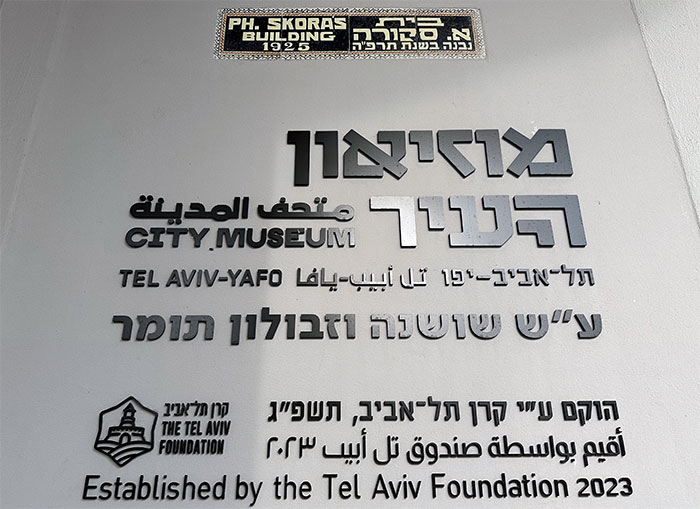 PH. SKORAS
BUILDING
1925
בית
א. סקורה
נבנה בשנת תרפ״ה
מוזיאון
העיר
متحف المدينة
CITY MUSEUM
תל-אביב-יפו تل أبيب-يافا TEL AVIV-YAFO
ע״ש שושנה וזבולון תומר
קרן תל־אביב
THE TEL AVIV
FOUNDATION
הוקם ע״י קרן תל־אביב, תשפ״ג
أقيم بواسطة صندوق تل أبيب ٢٠٢٣
Established by the Tel Aviv Foundation 2023